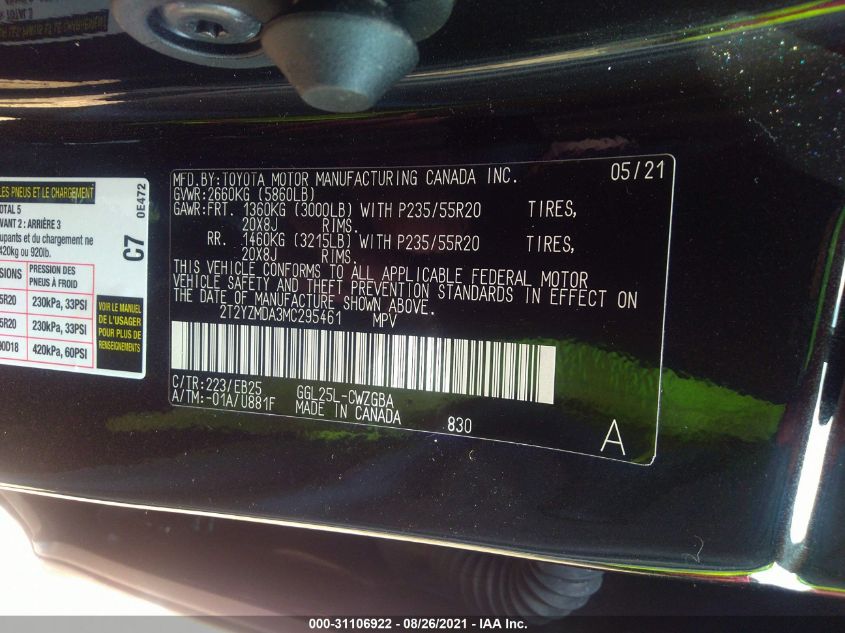 LES PNEUS ET LE CHARGEMENT
TOTAL 5
AVANT 2 : ARRIÈRE 3
cupants et du chargement ne
420kg ou 920lb.
0E472
C7
NSIONS
PRESSION DES
PNEUS À FROID
5R20
230kPa, 33PSI
5R20
230kPa, 33PSI
90D18
420kPa, 60PSI
VOIR LE MANUEL
DE L'USAGER
POUR PLUS DE
RENSEIGNEMENTS
MFD.BY:TOYOTA MOTOR MANUFACTURING CANADA INC. 05/21
GVWR:2660KG (5860LB)
GAWR:FRT. 1360KG (3000LB) WITH P235/55R20 TIRES,
20X8J RIMS.
RR. 1460KG (3215LB) WITH P235/55R20 TIRES,
20X8J RIMS.
THIS VEHICLE CONFORMS TO ALL APPLICABLE FEDERAL MOTOR
VEHICLE SAFETY AND THEFT PREVENTION STANDARDS IN EFFECT ON
THE DATE OF MANUFACTURE SHOWN ABOVE.
2T2YZMDA3MC295461 MPV
C/TR:223/EB25 GGL25L-CWZGBA
A/TM:-01A/U881F MADE IN CANADA 830
A
000-31106922 - 08/26/2021 - IAA Inc.